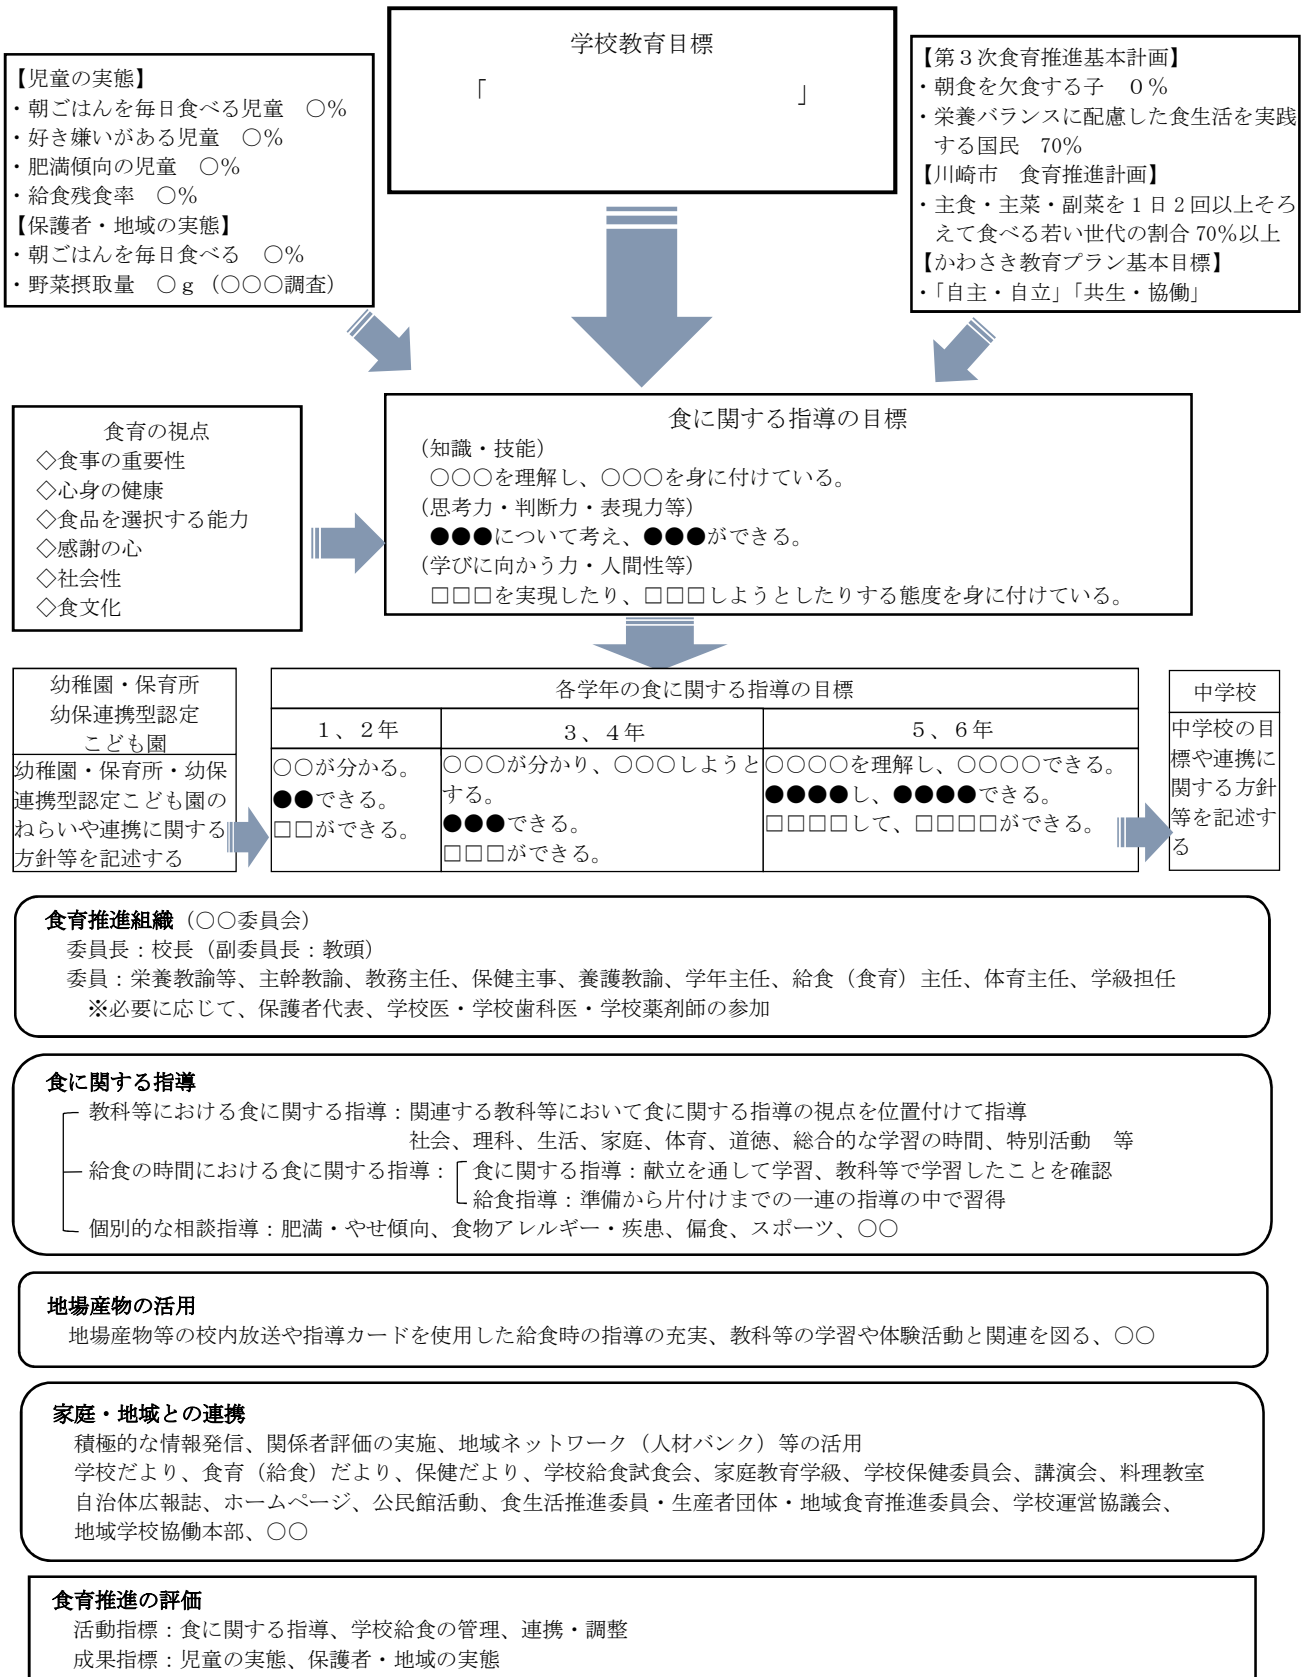 学校教育目標
「　　　　　　　　　　　　　　　」
【児童の実態】
・朝ごはんを毎日食べる児童　○％
・好き嫌いがある児童　○％
・肥満傾向の児童　○％
・給食残食率　○％
【保護者・地域の実態】
・朝ごはんを毎日食べる　○％
・野菜摂取量　○ｇ（○○○調査）
【第３次食育推進基本計画】
・朝食を欠食する子　０％
・栄養バランスに配慮した食生活を実践
する国民　70％
【川崎市　食育推進計画】
・主食・主菜・副菜を１日２回以上そろ
えて食べる若い世代の割合 70％以上
【かわさき教育プラン基本目標】
・「自主・自立」「共生・協働」
食育の視点
◇食事の重要性
◇心身の健康
◇食品を選択する能力
◇感謝の心
◇社会性
◇食文化
食に関する指導の目標
（知識・技能）
○○○を理解し、○○○を身に付けている。
（思考力・判断力・表現力等）
●●●について考え、●●●ができる。
（学びに向かう力・人間性等）
□□□を実現したり、□□□しようとしたりする態度を身に付けている。
幼稚園・保育所
幼保連携型認定
こども園
幼稚園・保育所・幼保
連携型認定こども園の
ねらいや連携に関する
方針等を記述する
各学年の食に関する指導の目標
１、２年
○○が分かる。
●●できる。
□□ができる。
３、４年
○○○が分かり、○○○しようと
する。
●●●できる。
□□□ができる。
５、６年
○○○○を理解し、○○○○できる。
●●●●し、●●●●できる。
□□□□して、□□□□ができる。
中学校
中学校の目
標や連携に
関する方針
等を記述す
る
食育推進組織（○○委員会）
委員長：校長（副委員長：教頭）
委員：栄養教諭等、主幹教諭、教務主任、保健主事、養護教諭、学年主任、給食（食育）主任、体育主任、学級担任
※必要に応じて、保護者代表、学校医・学校歯科医・学校薬剤師の参加
食に関する指導
教科等における食に関する指導：関連する教科等において食に関する指導の視点を位置付けて指導
社会、理科、生活、家庭、体育、道徳、総合的な学習の時間、特別活動　等
給食の時間における食に関する指導：食に関する指導：献立を通して学習、教科等で学習したことを確認
給食指導：準備から片付けまでの一連の指導の中で習得
個別的な相談指導：肥満・やせ傾向、食物アレルギー・疾患、偏食、スポーツ、○○
地場産物の活用
地場産物等の校内放送や指導カードを使用した給食時の指導の充実、教科等の学習や体験活動と関連を図る、○○
家庭・地域との連携
積極的な情報発信、関係者評価の実施、地域ネットワーク（人材バンク）等の活用
学校だより、食育（給食）だより、保健だより、学校給食試食会、家庭教育学級、学校保健委員会、講演会、料理教室
自治体広報誌、ホームページ、公民館活動、食生活推進委員・生産者団体・地域食育推進委員会、学校運営協議会、
地域学校協働本部、○○
食育推進の評価
活動指標：食に関する指導、学校給食の管理、連携・調整
成果指標：児童の実態、保護者・地域の実態